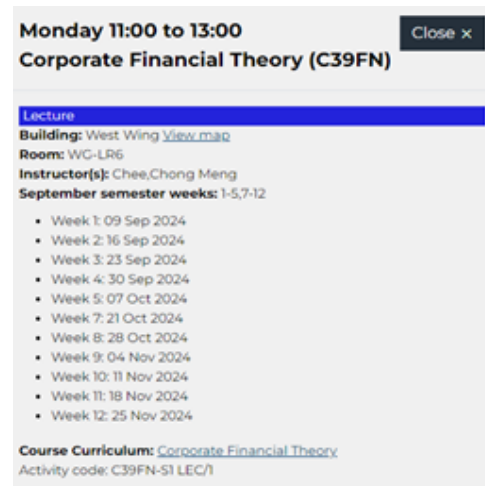 Monday 11:00 to 13:00
Close ×
Corporate Financial Theory (C39FN)
Lecture
Building: West Wing View map
Room: WG-LR6
Instructor(s): Chee,Chong Meng
September semester weeks: 1-5,7-12
• Week 1: 09 Sep 2024
• Week 2: 16 Sep 2024
• Week 3: 23 Sep 2024
• Week 4: 30 Sep 2024
• Week 5: 07 Oct 2024
• Week 7: 21 Oct 2024
• Week 8: 28 Oct 2024
• Week 9: 04 Nov 2024
• Week 10: 11 Nov 2024
• Week 11: 18 Nov 2024
• Week 12: 25 Nov 2024
Course Curriculum: Corporate Financial Theory
Activity code: C39FN-S1 LEC/1